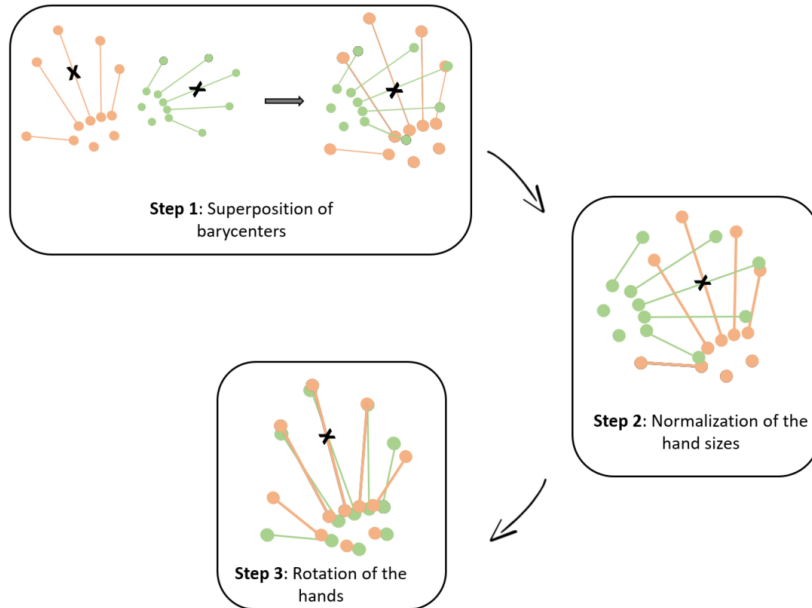 Step 1: Superposition of
barycenters
Step 2: Normalization of the
hand sizes
Step 3: Rotation of the
hands